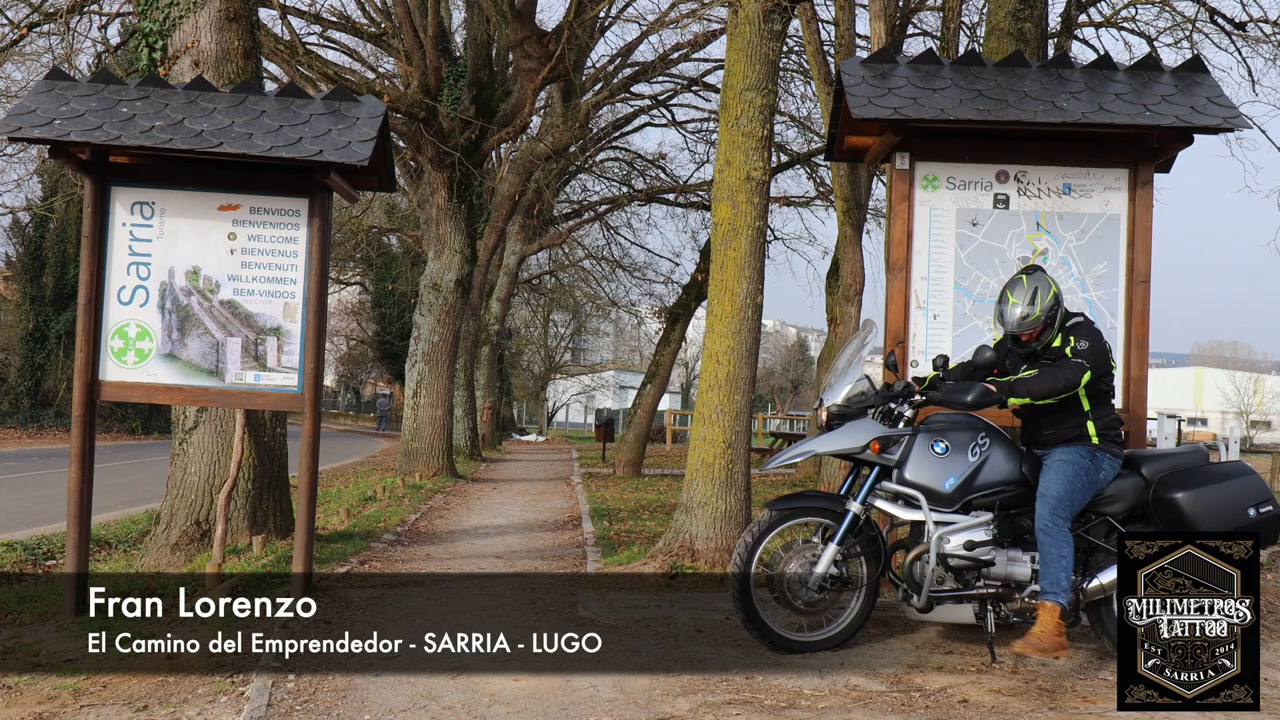 Sarria
Turismo
BENVIDOS
BIENVENIDOS
WELCOME
BIENVENUS
BENVENUTI
WILLKOMMEN
BEM-VINDOS
Sarria
GS
R
Fran Lorenzo
El Camino del Emprendedor - SARRIA - LUGO
MILIMETROS
TATTOO
EST 2014
SARRIA